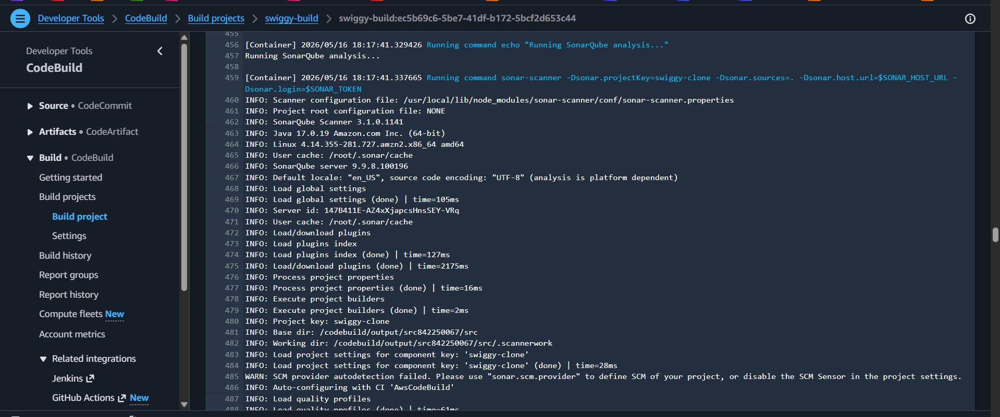 Developer Tools > CodeBuild > Build projects > swiggy-build > swiggy-build:ec5b69c6-5be7-41df-b172-5bcf2d653c44
Developer Tools
CodeBuild
Source • CodeCommit
Artifacts • CodeArtifact
Build • CodeBuild
Getting started
Build projects
Build project
Settings
Build history
Report groups
Report history
Compute fleets New
Account metrics
Related integrations
Jenkins
GitHub Actions New
455
456 [Container] 2026/05/16 18:17:41.329426 Running command echo "Running SonarQube analysis..."
457 Running SonarQube analysis...
458
459 [Container] 2026/05/16 18:17:41.337665 Running command sonar-scanner -Dsonar.projectKey=swiggy-clone -Dsonar.sources=. -Dsonar.host.url=$SONAR_HOST_URL -
Dsonar.login=$SONAR_TOKEN
460 INFO: Scanner configuration file: /usr/local/lib/node_modules/sonar-scanner/conf/sonar-scanner.properties
461 INFO: Project root configuration file: NONE
462 INFO: SonarQube Scanner 3.1.0.1141
463 INFO: Java 17.0.19 Amazon.com Inc. (64-bit)
464 INFO: Linux 4.14.355-281.727.amzn2.x86_64 amd64
465 INFO: User cache: /root/.sonar/cache
466 INFO: SonarQube server 9.9.8.100196
467 INFO: Default locale: "en_US", source code encoding: "UTF-8" (analysis is platform dependent)
468 INFO: Load global settings
469 INFO: Load global settings (done) | time=105ms
470 INFO: Server id: 147B411E-AZ4xXjapcsHnsSEY-VRq
471 INFO: User cache: /root/.sonar/cache
472 INFO: Load/download plugins
473 INFO: Load plugins index
474 INFO: Load plugins index (done) | time=127ms
475 INFO: Load/download plugins (done) | time=2175ms
476 INFO: Process project properties
477 INFO: Process project properties (done) | time=16ms
478 INFO: Execute project builders
479 INFO: Execute project builders (done) | time=2ms
480 INFO: Project key: swiggy-clone
481 INFO: Base dir: /codebuild/output/src842250067/src
482 INFO: Working dir: /codebuild/output/src842250067/src/.scannerwork
483 INFO: Load project settings for component key: 'swiggy-clone'
484 INFO: Load project settings for component key: 'swiggy-clone' (done) | time=28ms
485 WARN: SCM provider autodetection failed. Please use "sonar.scm.provider" to define SCM of your project, or disable the SCM Sensor in the project settings.
486 INFO: Auto-configuring with CI 'AwsCodeBuild'
487 INFO: Load quality profiles
488 INFO: Load quality profiles (done) | time=61ms